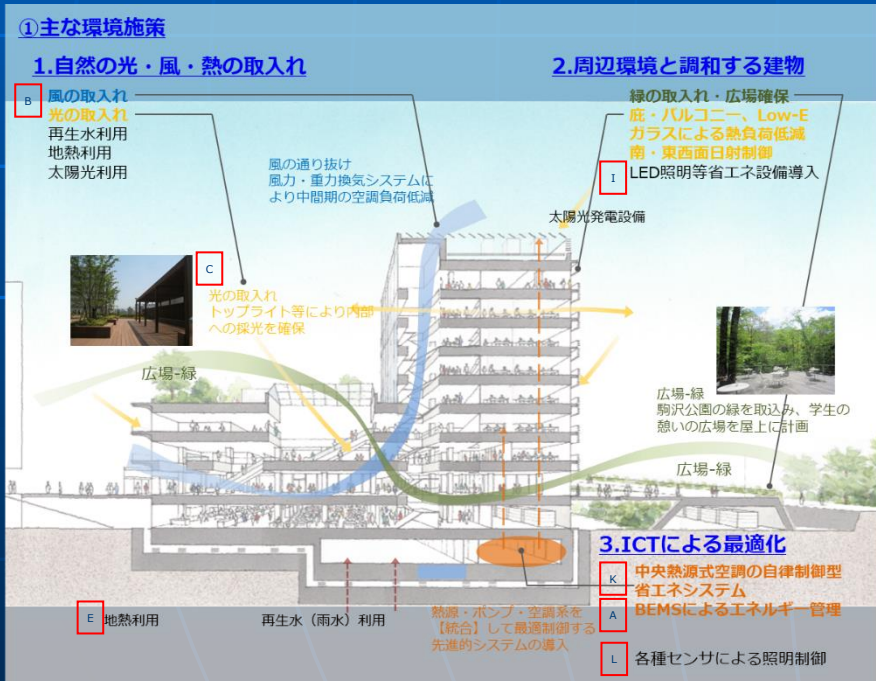 ①主な環境施策
1.自然の光・風・熱の取入れ
B
風の取入れ
光の取入れ
再生水利用
地熱利用
太陽光利用
風の通り抜け
風力・重力換気システムに
より中間期の空調負荷低減
C
光の取入れ
トップライト等により内部
への採光を確保
広場-緑
2.周辺環境と調和する建物
緑の取入れ・広場確保
庇・バルコニー、Low-E
ガラスによる熱負荷低減
南・東西面日射制御
I
LED照明等省エネ設備導入
太陽光発電設備
広場-緑
駒沢公園の緑を取込み、学生の
憩いの広場を屋上に計画
広場-緑
3.ICTによる最適化
K
中央熱源式空調の自律制御型
省エネシステム
A
BEMSによるエネルギー管理
L
各種センサによる照明制御
E
地熱利用
再生水（雨水）利用
熱源・ポンプ・空調系を
【統合】して最適制御する
先進的システムの導入